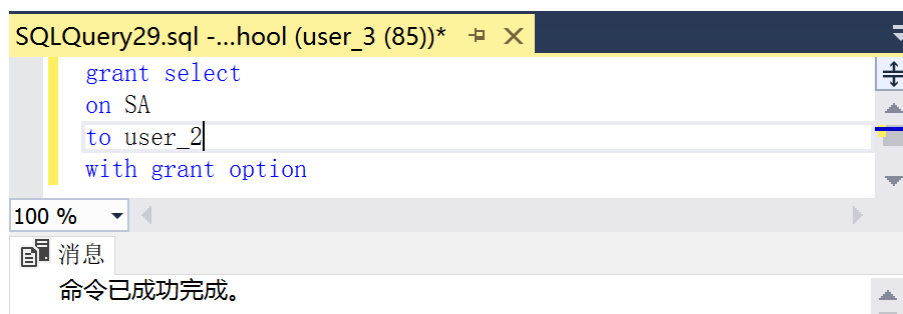 SQLQuery29.sql -...hool (user_3 (85))*
grant select
on SA
to user_2
with grant option
100 %
消息
命令已成功完成。